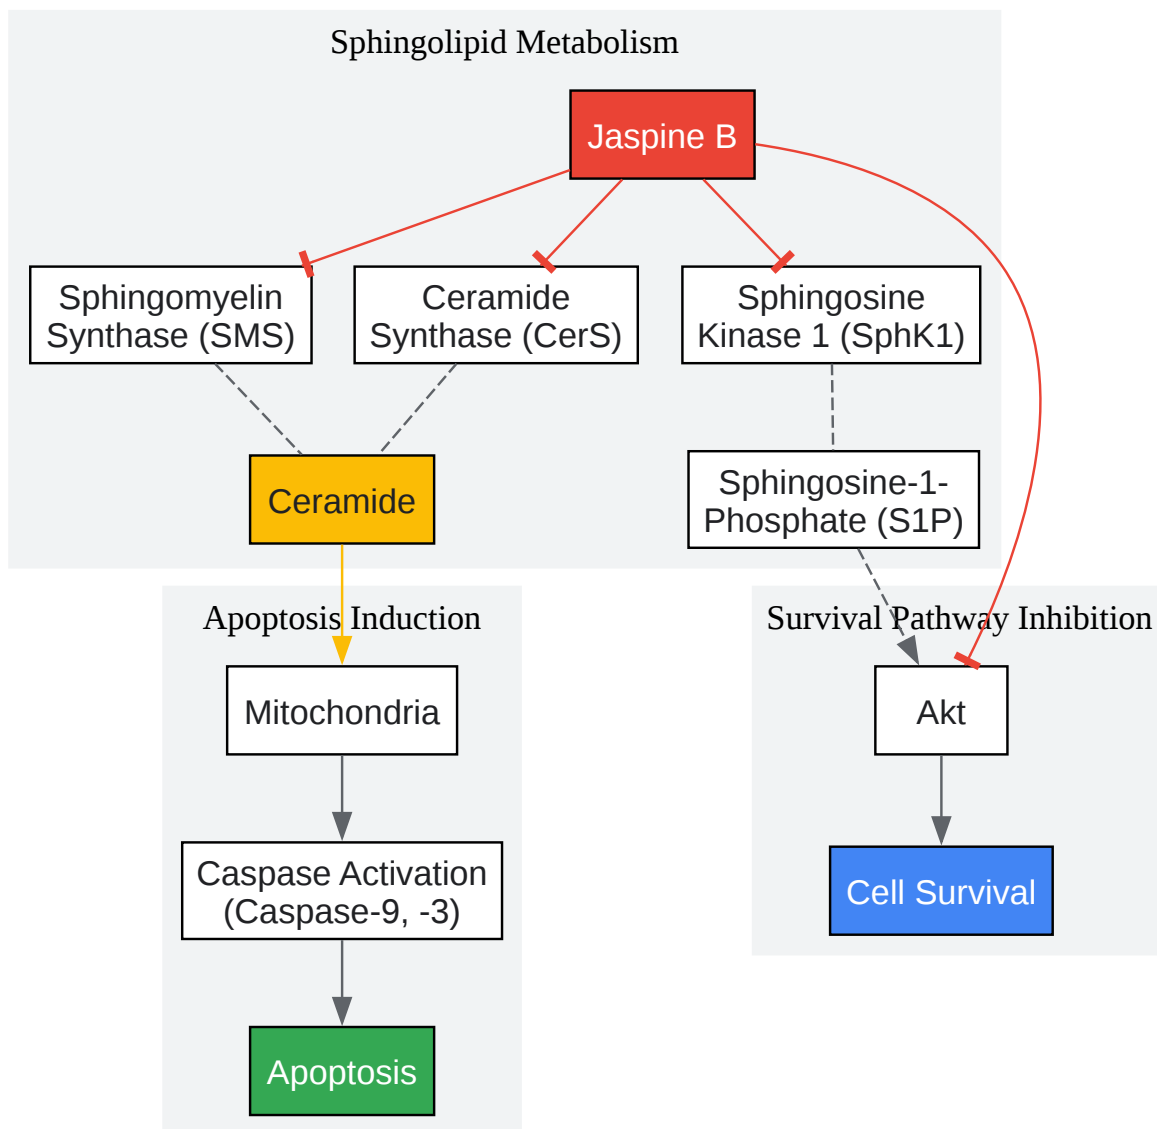 Sphingolipid Metabolism
Jaspine B
Sphingomyelin
Synthase (SMS)
Ceramide
Synthase (CerS)
Sphingosine
Kinase 1 (SphK1)
Ceramide
Sphingosine-1-
Phosphate (S1P)
Apoptosis Induction
Survival Pathway Inhibition
Mitochondria
Akt
Caspase Activation
(Caspase-9, -3)
Cell Survival
Apoptosis